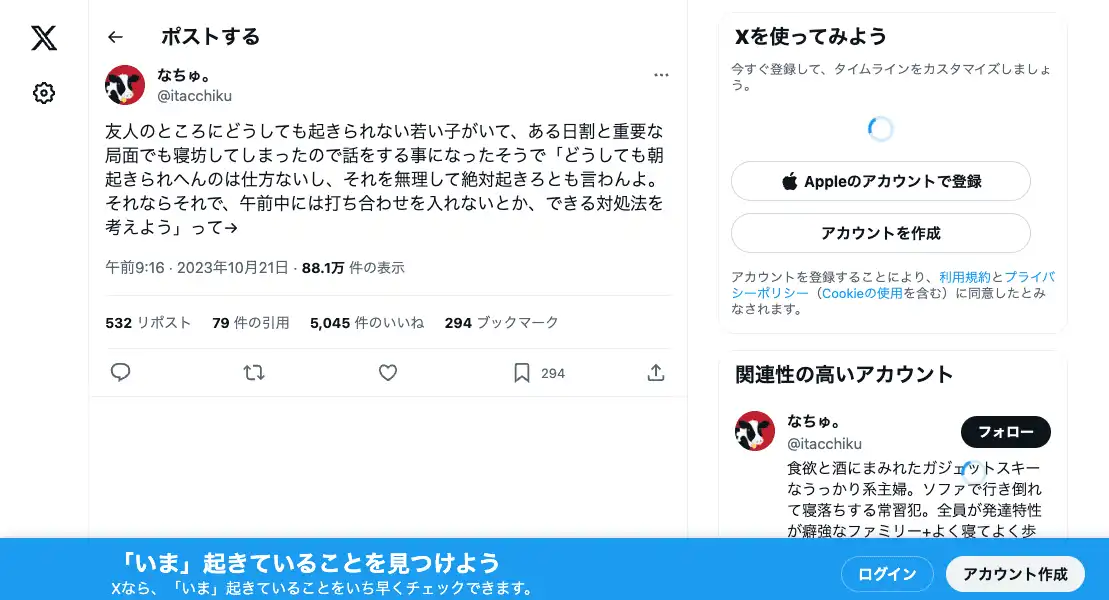 ポストする
なちゅ。
@itacchiku
友人のところにどうしても起きられない若い子がいて、ある日割と重要な
局面でも寝坊してしまったので話をする事になったそうで「どうしても朝
起きられへんのは仕方ないし、それを無理して絶対起きろとも言わんよ。
それならそれで、午前中には打ち合わせを入れないとか、できる対処法を
考えよう」って→
午前9:16 · 2023年10月21日 · 88.1万 件の表示
532 リポスト 79 件の引用 5,045 件のいいね 294 ブックマーク
294
Xを使ってみよう
今すぐ登録して、タイムラインをカスタマイズしましょ
う。
Appleのアカウントで登録
アカウントを作成
アカウントを登録することにより、利用規約とプライバ
シーポリシー（Cookieの使用を含む）に同意したとみ
なされます。
関連性の高いアカウント
なちゅ。
@itacchiku
フォロー
食欲と酒にまみれたガジェットスキー
なうっかり系主婦。ソファで行き倒れ
て寝落ちする常習犯。全員が発達特性
が癖強なファミリー+よく寝てよく歩
「いま」起きていることを見つけよう
Xなら、「いま」起きていることをいち早くチェックできます。
ログイン
アカウント作成